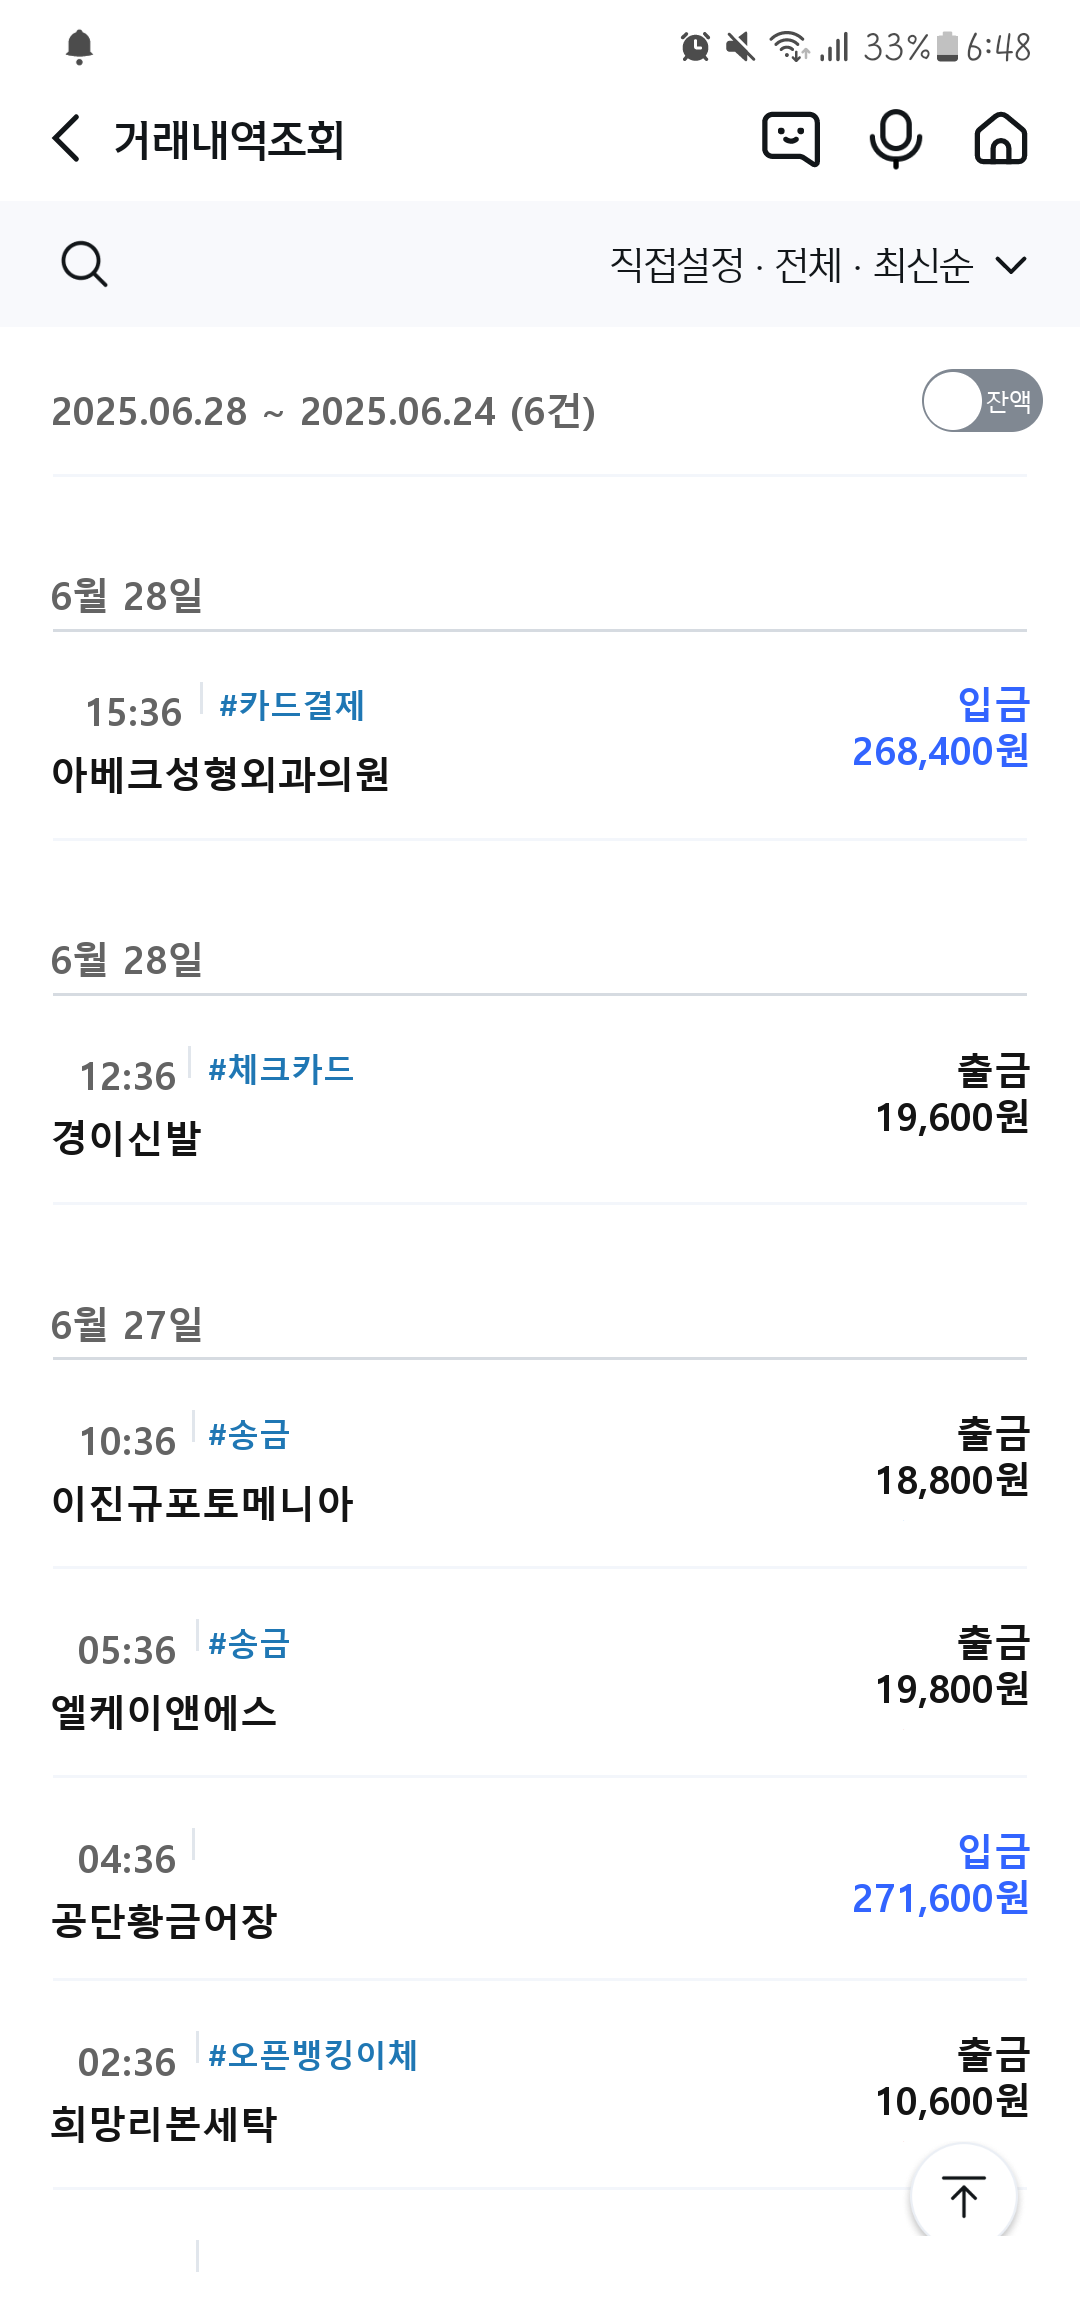 33% 6:48
거래내역조회
직접설정 · 전체 · 최신순
2025.06.28 ~ 2025.06.24 (6건)
잔액
6월 28일
15:36 #카드결제
입금
268,400원
아베크성형외과의원
6월 28일
12:36 #체크카드
출금
19,600원
경이신발
6월 27일
10:36 #송금
출금
18,800원
이진규포토메니아
05:36 #송금
출금
19,800원
엘케이앤에스
04:36
입금
271,600원
공단황금어장
02:36 #오픈뱅킹이체
출금
10,600원
희망리본세탁